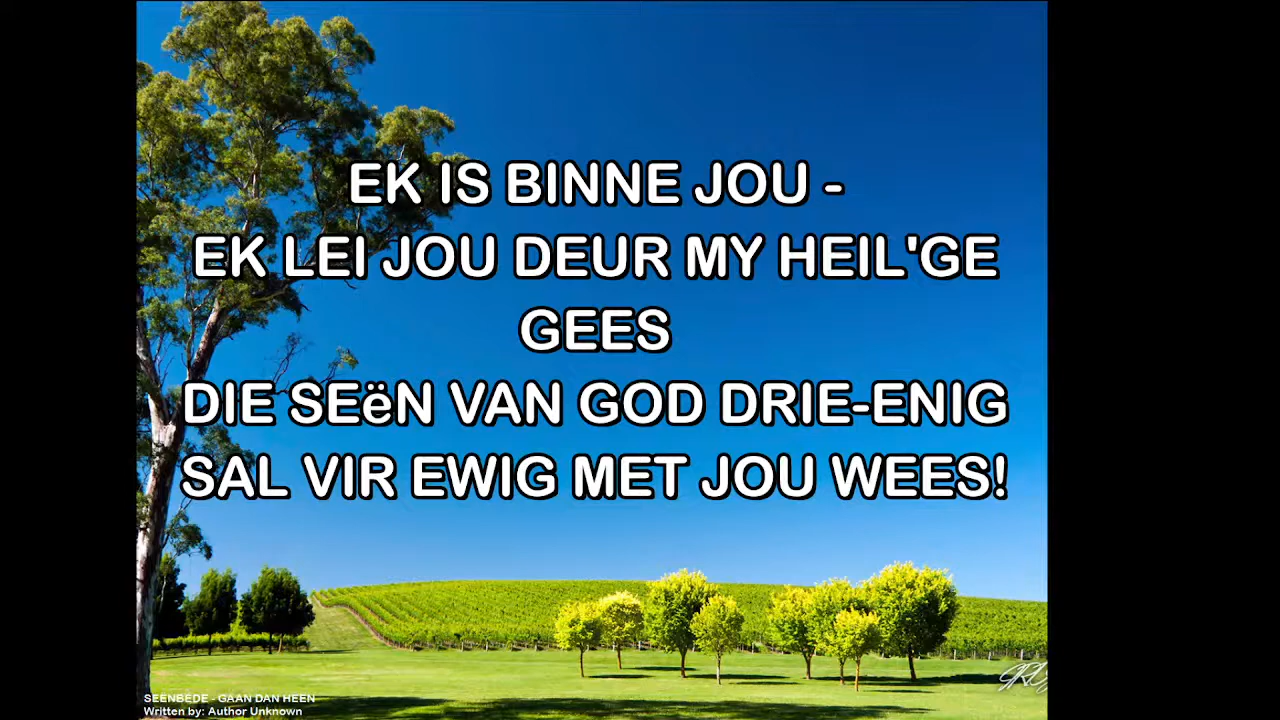 EK IS BINNE JOU -
EK LEI JOU DEUR MY HEIL'GE
GEES
DIE SEëN VAN GOD DRIE-ENIG
SAL VIR EWIG MET JOU WEES!
SEËNBEDE - GAAN DAN HEEN
Written by: Author Unknown